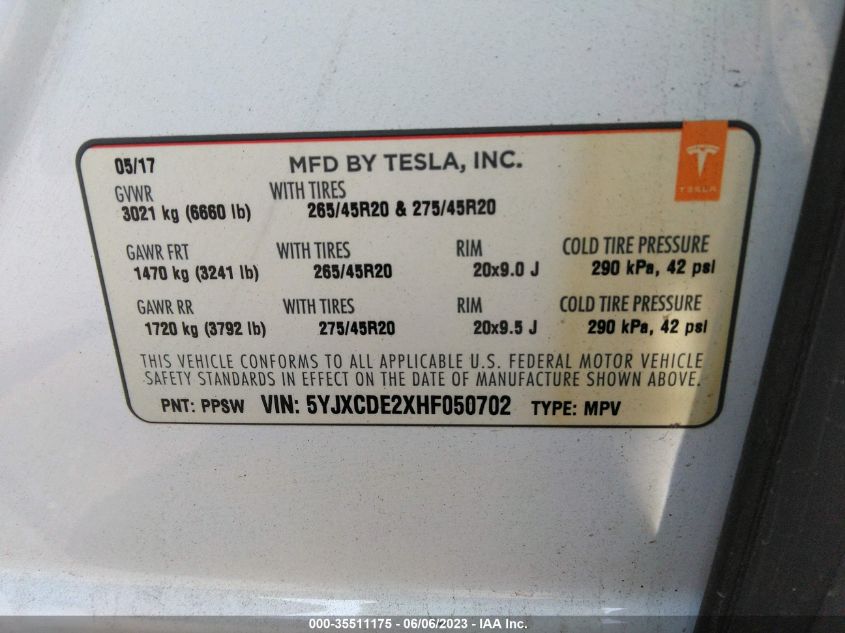 05/17 MFD BY TESLA, INC.
TESLA
GVWR WITH TIRES
3021 kg (6660 lb) 265/45R20 & 275/45R20
GAWR FRT WITH TIRES RIM COLD TIRE PRESSURE
1470 kg (3241 lb) 265/45R20 20x9.0 J 290 kPa, 42 psi
GAWR RR WITH TIRES RIM COLD TIRE PRESSURE
1720 kg (3792 lb) 275/45R20 20x9.5 J 290 kPa, 42 psi
THIS VEHICLE CONFORMS TO ALL APPLICABLE U.S. FEDERAL MOTOR VEHICLE
SAFETY STANDARDS IN EFFECT ON THE DATE OF MANUFACTURE SHOWN ABOVE.
PNT: PPSW VIN: 5YJXCDE2XHF050702 TYPE: MPV
000-35511175 - 06/06/2023 - IAA Inc.